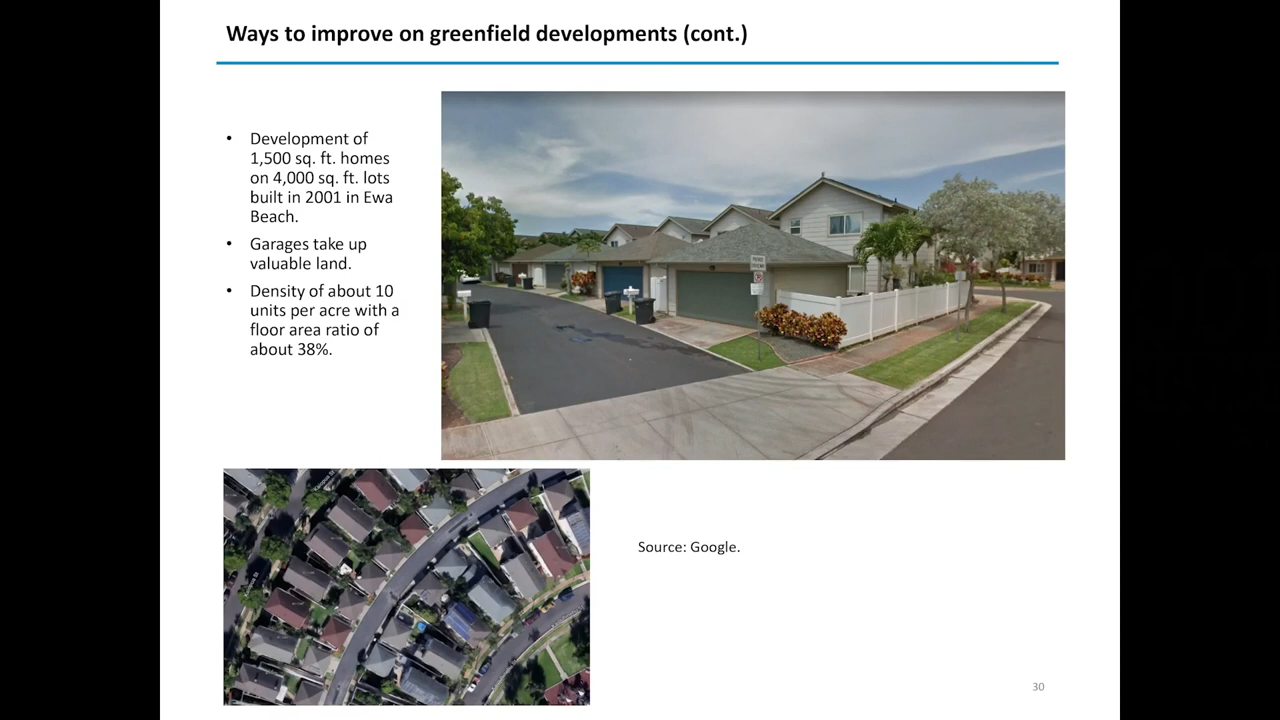 Ways to improve on greenfield developments (cont.)
• Development of
1,500 sq. ft. homes
on 4,000 sq. ft. lots
built in 2001 in Ewa
Beach.
• Garages take up
valuable land.
• Density of about 10
units per acre with a
floor area ratio of
about 38%.
Source: Google.
30